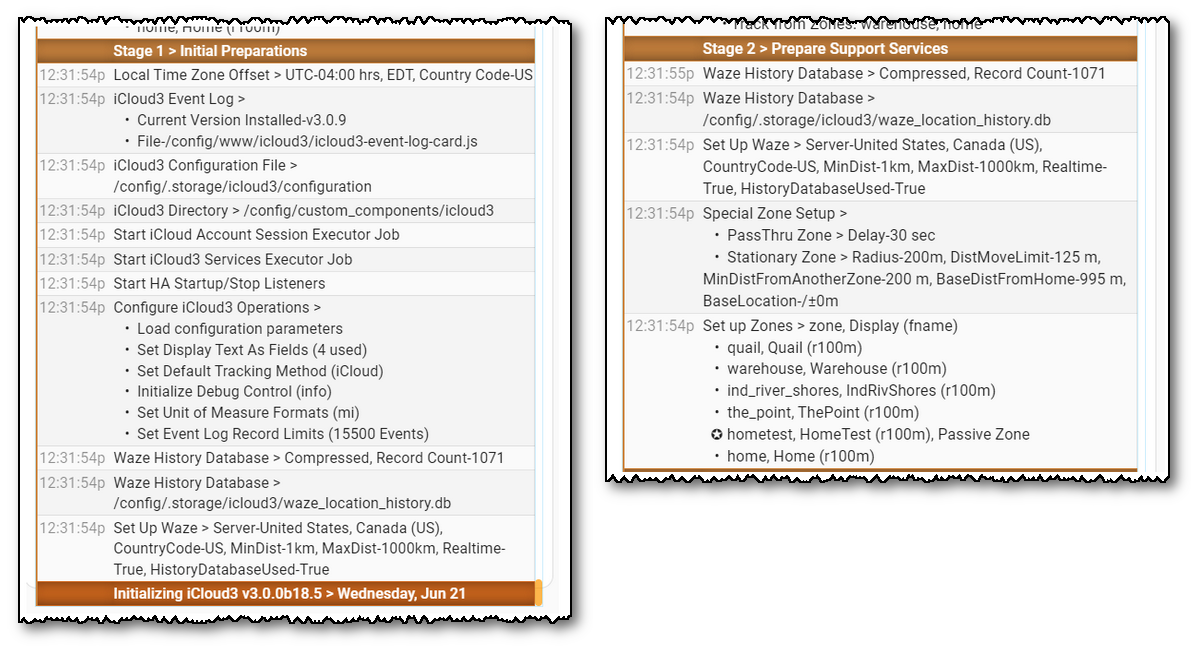 home, Home (r100m)
Stage 1 > Initial Preparations
12:31:54p Local Time Zone Offset > UTC-04:00 hrs, EDT, Country Code-US
12:31:54p iCloud3 Event Log >
• Current Version Installed-v3.0.9
• File-/config/www/icloud3/icloud3-event-log-card.js
12:31:54p iCloud3 Configuration File >
/config/.storage/icloud3/configuration
12:31:54p iCloud3 Directory > /config/custom_components/icloud3
12:31:54p Start iCloud Account Session Executor Job
12:31:54p Start iCloud3 Services Executor Job
12:31:54p Start HA Startup/Stop Listeners
12:31:54p Configure iCloud3 Operations >
• Load configuration parameters
• Set Display Text As Fields (4 used)
• Set Default Tracking Method (iCloud)
• Initialize Debug Control (info)
• Set Unit of Measure Formats (mi)
• Set Event Log Record Limits (15500 Events)
12:31:54p Waze History Database > Compressed, Record Count-1071
12:31:54p Waze History Database >
/config/.storage/icloud3/waze_location_history.db
12:31:54p Set Up Waze > Server-United States, Canada (US),
CountryCode-US, MinDist-1km, MaxDist-1000km, Realtime-
True, HistoryDatabaseUsed-True
Initializing iCloud3 v3.0.0b18.5 > Wednesday, Jun 21
Track from Zones: warehouse, home
Stage 2 > Prepare Support Services
12:31:55p Waze History Database > Compressed, Record Count-1071
12:31:54p Waze History Database >
/config/.storage/icloud3/waze_location_history.db
12:31:54p Set Up Waze > Server-United States, Canada (US),
CountryCode-US, MinDist-1km, MaxDist-1000km, Realtime-
True, HistoryDatabaseUsed-True
12:31:54p Special Zone Setup >
• PassThru Zone > Delay-30 sec
• Stationary Zone > Radius-200m, DistMoveLimit-125 m,
MinDistFromAnotherZone-200 m, BaseDistFromHome-995 m,
BaseLocation-/±0m
12:31:54p Set up Zones > zone, Display (fname)
• quail, Quail (r100m)
• warehouse, Warehouse (r100m)
• ind_river_shores, IndRivShores (r100m)
• the_point, ThePoint (r100m)
✪ hometest, HomeTest (r100m), Passive Zone
• home, Home (r100m)